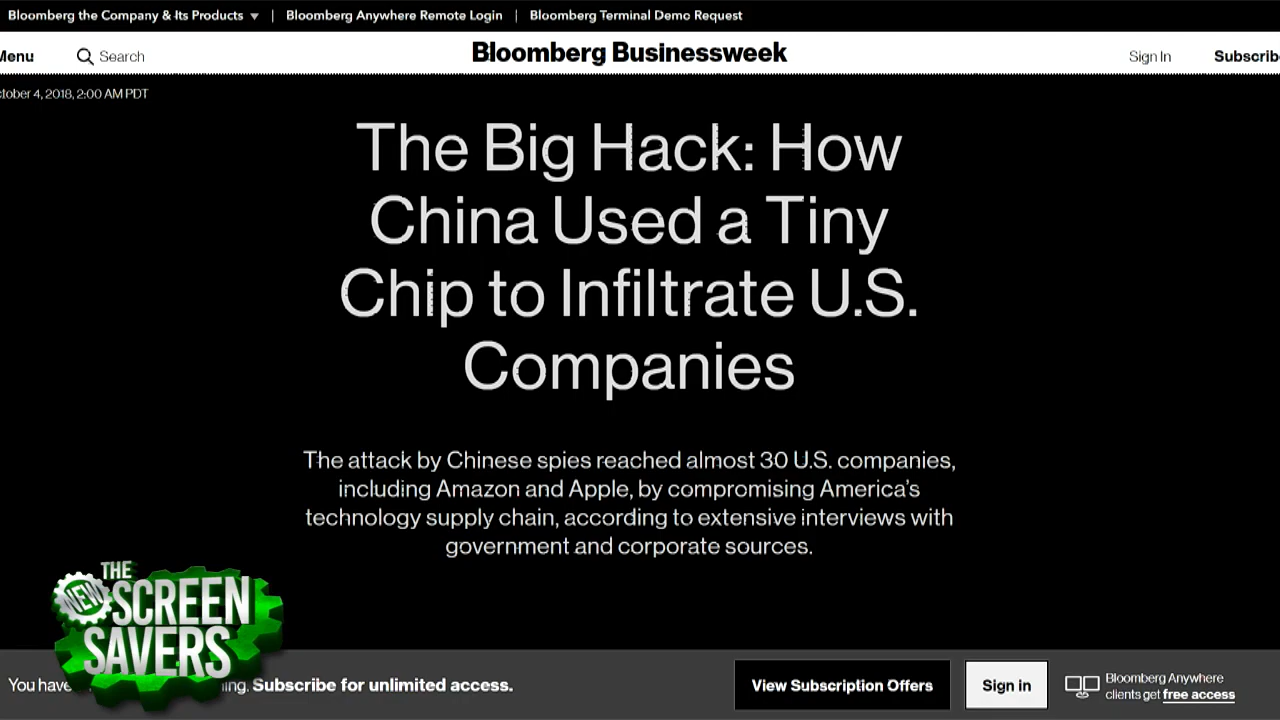 Bloomberg the Company & Its Products
Bloomberg Anywhere Remote Login
Bloomberg Terminal Demo Request
Menu
Search
Bloomberg Businessweek
Sign In
Subscribe
tober 4, 2018, 2:00 AM PDT
The Big Hack: How
China Used a Tiny
Chip to Infiltrate U.S.
Companies
The attack by Chinese spies reached almost 30 U.S. companies,
including Amazon and Apple, by compromising America's
technology supply chain, according to extensive interviews with
government and corporate sources.
THE
NEW
SCREEN
SAVERS
You have
Subscribe for unlimited access.
View Subscription Offers
Sign in
Bloomberg Anywhere
clients get free access